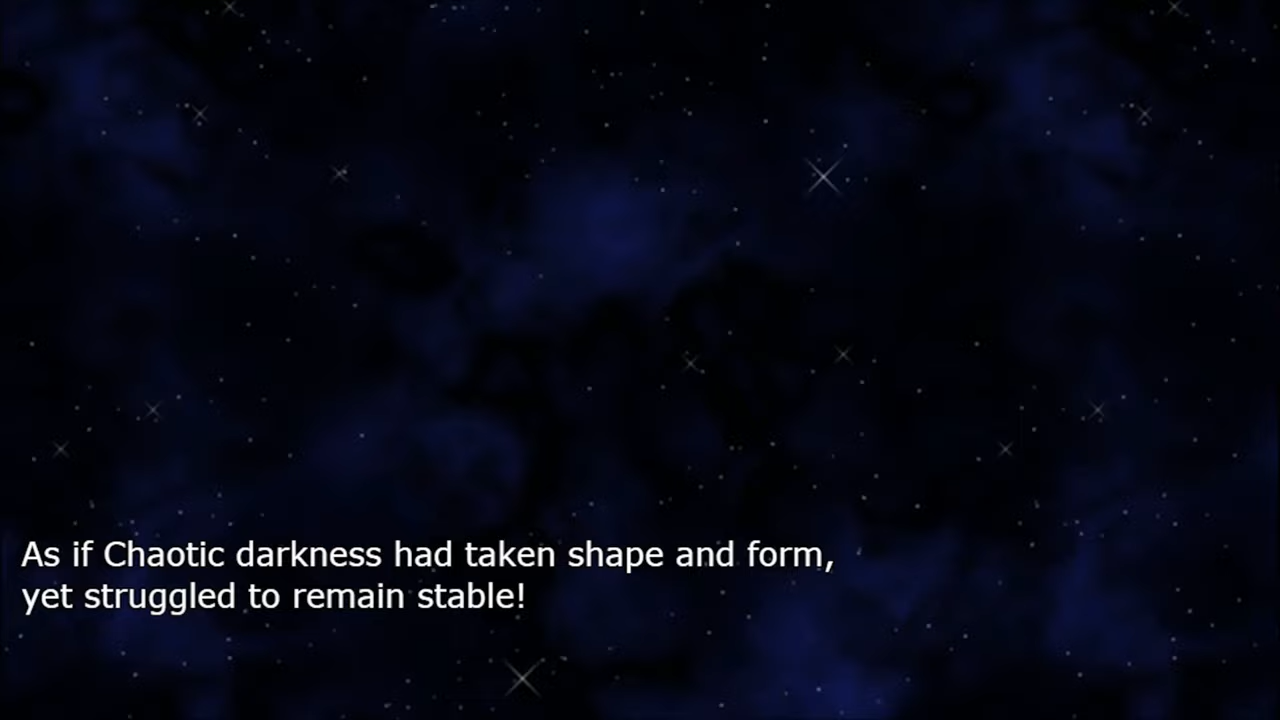 As if Chaotic darkness had taken shape and form,
yet struggled to remain stable!